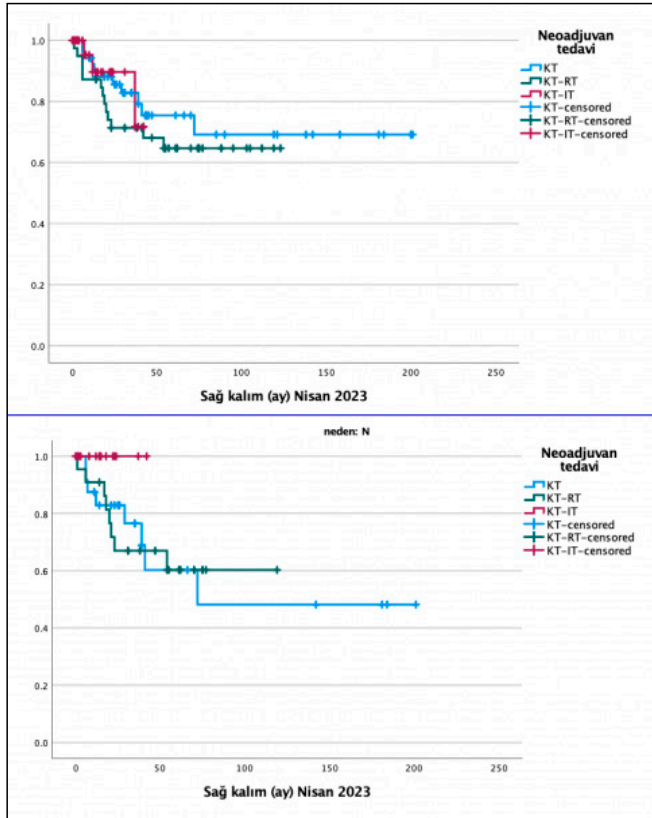 Neoadjuvan
tedavi
KT
KT-RT
KT-IT
KT-censored
KT-RT-censored
KT-IT-censored
1.0
0.8
0.6
0.4
0.2
0.0
0 50 100 150 200 250
Sağ kalım (ay) Nisan 2023
neden: N
Neoadjuvan
tedavi
KT
KT-RT
KT-IT
KT-censored
KT-RT-censored
KT-IT-censored
1.0
0.8
0.6
0.4
0.2
0.0
0 50 100 150 200 250
Sağ kalım (ay) Nisan 2023